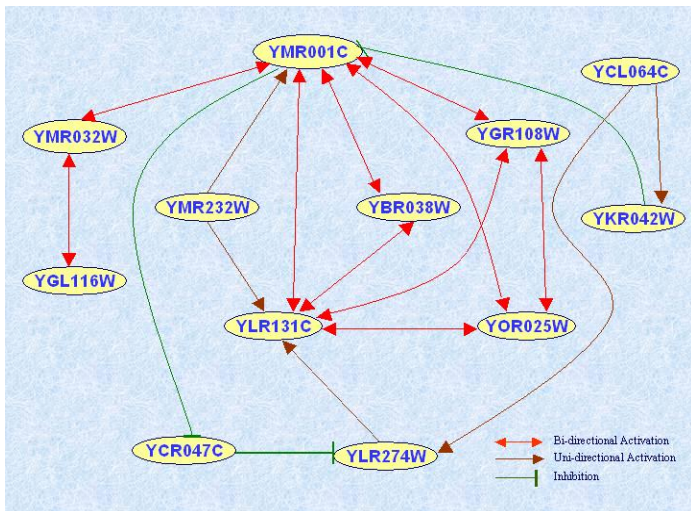 YMR001C
YCL064C
YMR032W
YGR108W
YMR232W
YBR038W
YKR042W
YGL116W
YLR131C
YOR025W
YCR047C
YLR274W
Bi-directional Activation
Uni-directional Activation
Inhibition